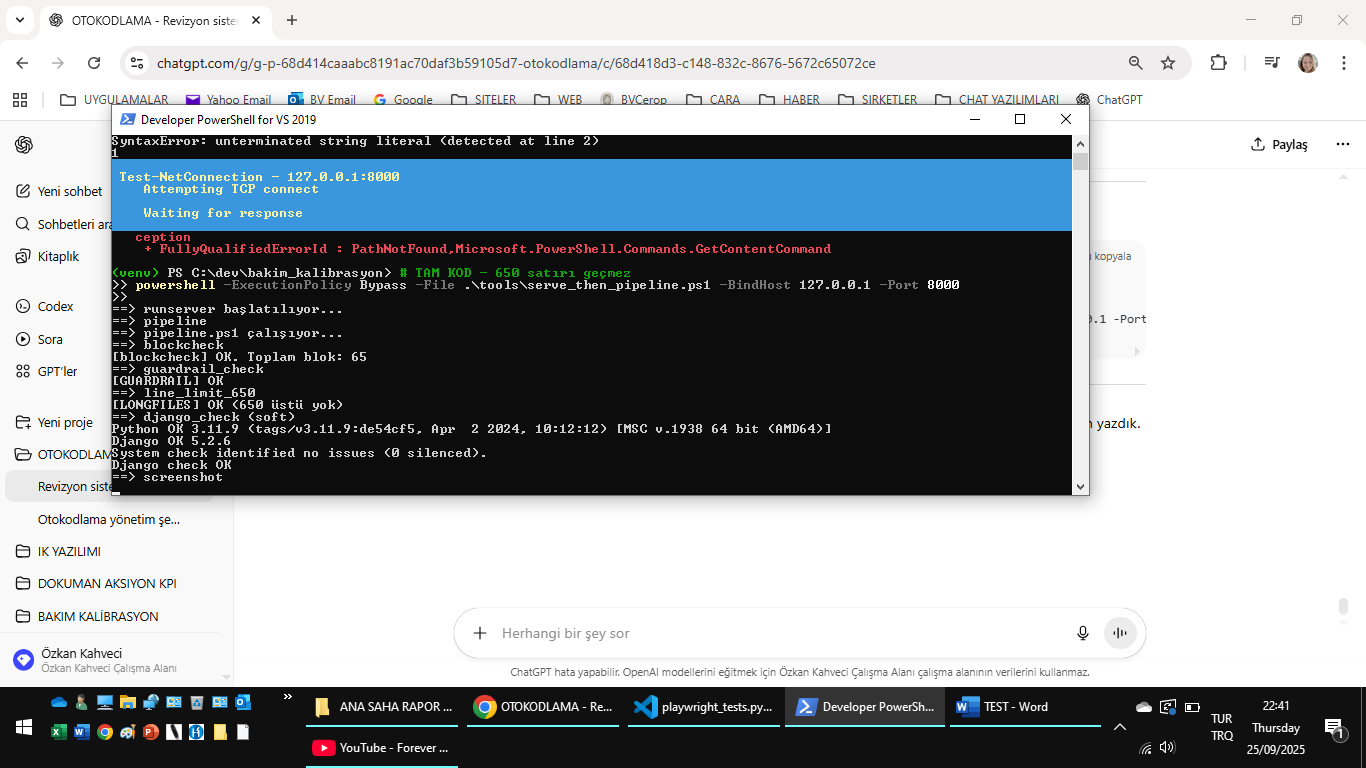 OTOKODLAMA - Revizyon siste
chatgpt.com/g/g-p-68d414caaabc8191ac70daf3b59105d7-otokodlama/c/68d418d3-c148-832c-8676-5672c65072ce
UYGULAMALAR
Yahoo Email
BV Email
Google
SITELER
WEB
BVCerop
CARA
HABER
SIRKETLER
CHAT YAZILIMLARI
ChatGPT
Developer PowerShell for VS 2019
SyntaxError: unterminated string literal (detected at line 2)
1
Test-NetConnection - 127.0.0.1:8000
Attempting TCP connect
Waiting for response
ception
+ FullyQualifiedErrorId : PathNotFound,Microsoft.PowerShell.Commands.GetContentCommand
(venv) PS C:\dev\bakim_kalibrasyon> # TAM KOD - 650 satırı geçmez
>> powershell -ExecutionPolicy Bypass -File .\tools\serve_then_pipeline.ps1 -BindHost 127.0.0.1 -Port 8000
>>
==> runserver başlatılıyor...
==> pipeline
==> pipeline.ps1 çalışıyor...
==> blockcheck
[blockcheck] OK. Toplam blok: 65
==> guardrail_check
[GUARDRAIL] OK
==> line_limit_650
[LONGFILES] OK (650 üstü yok)
==> django_check (soft)
Python OK 3.11.9 (tags/v3.11.9:de54cf5, Apr  2 2024, 10:12:12) [MSC v.1938 64 bit (AMD64)]
Django OK 5.2.6
System check identified no issues (0 silenced).
Django check OK
==> screenshot
Paylaş
Yeni sohbet
Sohbetleri ara
Kitaplık
Codex
Sora
GPT'ler
Yeni proje
OTOKODLAM
Revizyon siste
Otokodlama yönetim şe...
IK YAZILIMI
DOKUMAN AKSIYON KPI
BAKIM KALİBRASYON
Özkan Kahveci
Özkan Kahveci Çalışma Alanı
kopyala
0.1 -Port
yazdık.
Herhangi bir şey sor
ChatGPT hata yapabilir. OpenAI modellerini eğitmek için Özkan Kahveci Çalışma Alanı çalışma alanının verilerini kullanmaz.
ANA SAHA RAPOR ...
OTOKODLAMA - Re...
playwright_tests.py...
Developer PowerSh...
TEST - Word
YouTube - Forever ...
TUR
TRQ
22:41
Thursday
25/09/2025
1